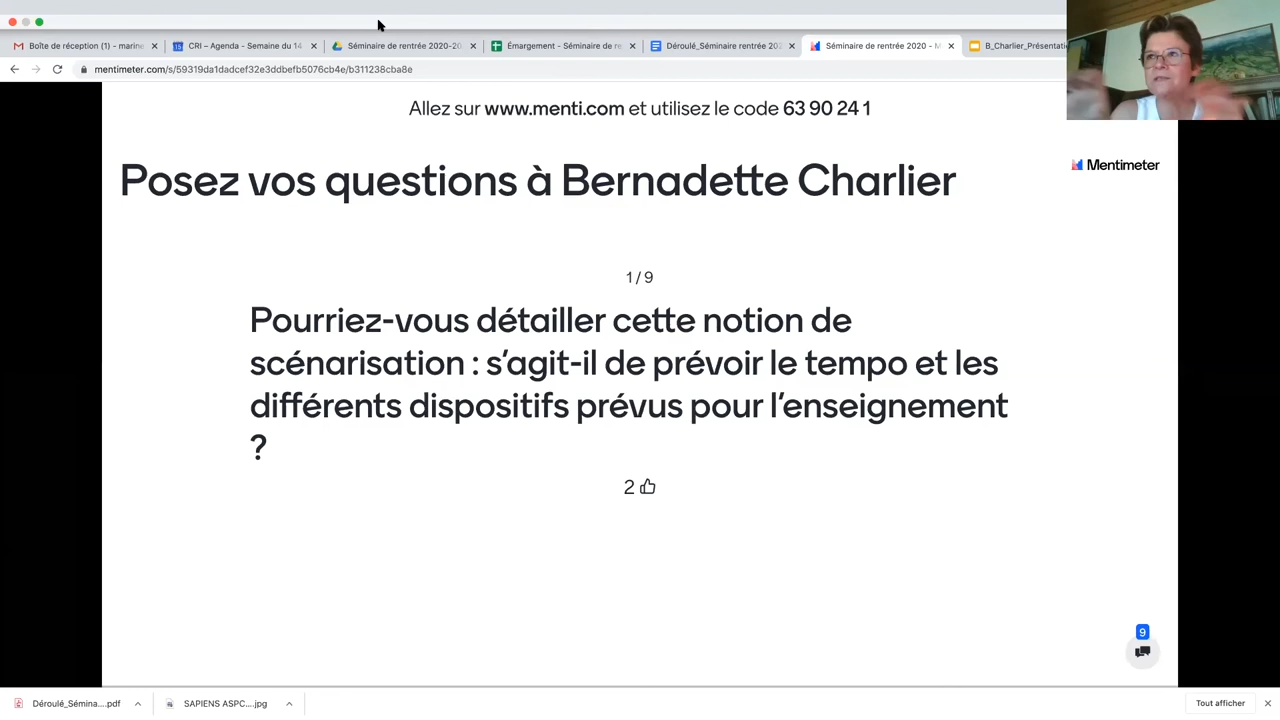 Boîte de réception (1) - marine
CRI – Agenda - Semaine du 14
Séminaire de rentrée 2020-20
Émargement - Séminaire de re
Déroulé_Séminaire rentrée 202
Séminaire de rentrée 2020 - M
B_Charlier_Présentati
mentimeter.com/s/59319da1dadcef32e3ddbefb5076cb4e/b311238cba8e
Allez sur www.menti.com et utilisez le code 63 90 24 1
Posez vos questions à Bernadette Charlier
Mentimeter
1 / 9
Pourriez-vous détailler cette notion de
scénarisation : s’agit-il de prévoir le tempo et les
différents dispositifs prévus pour l’enseignement
?
2
9
Déroulé_Sémina....pdf
SAPIENS ASPC....jpg
Tout afficher